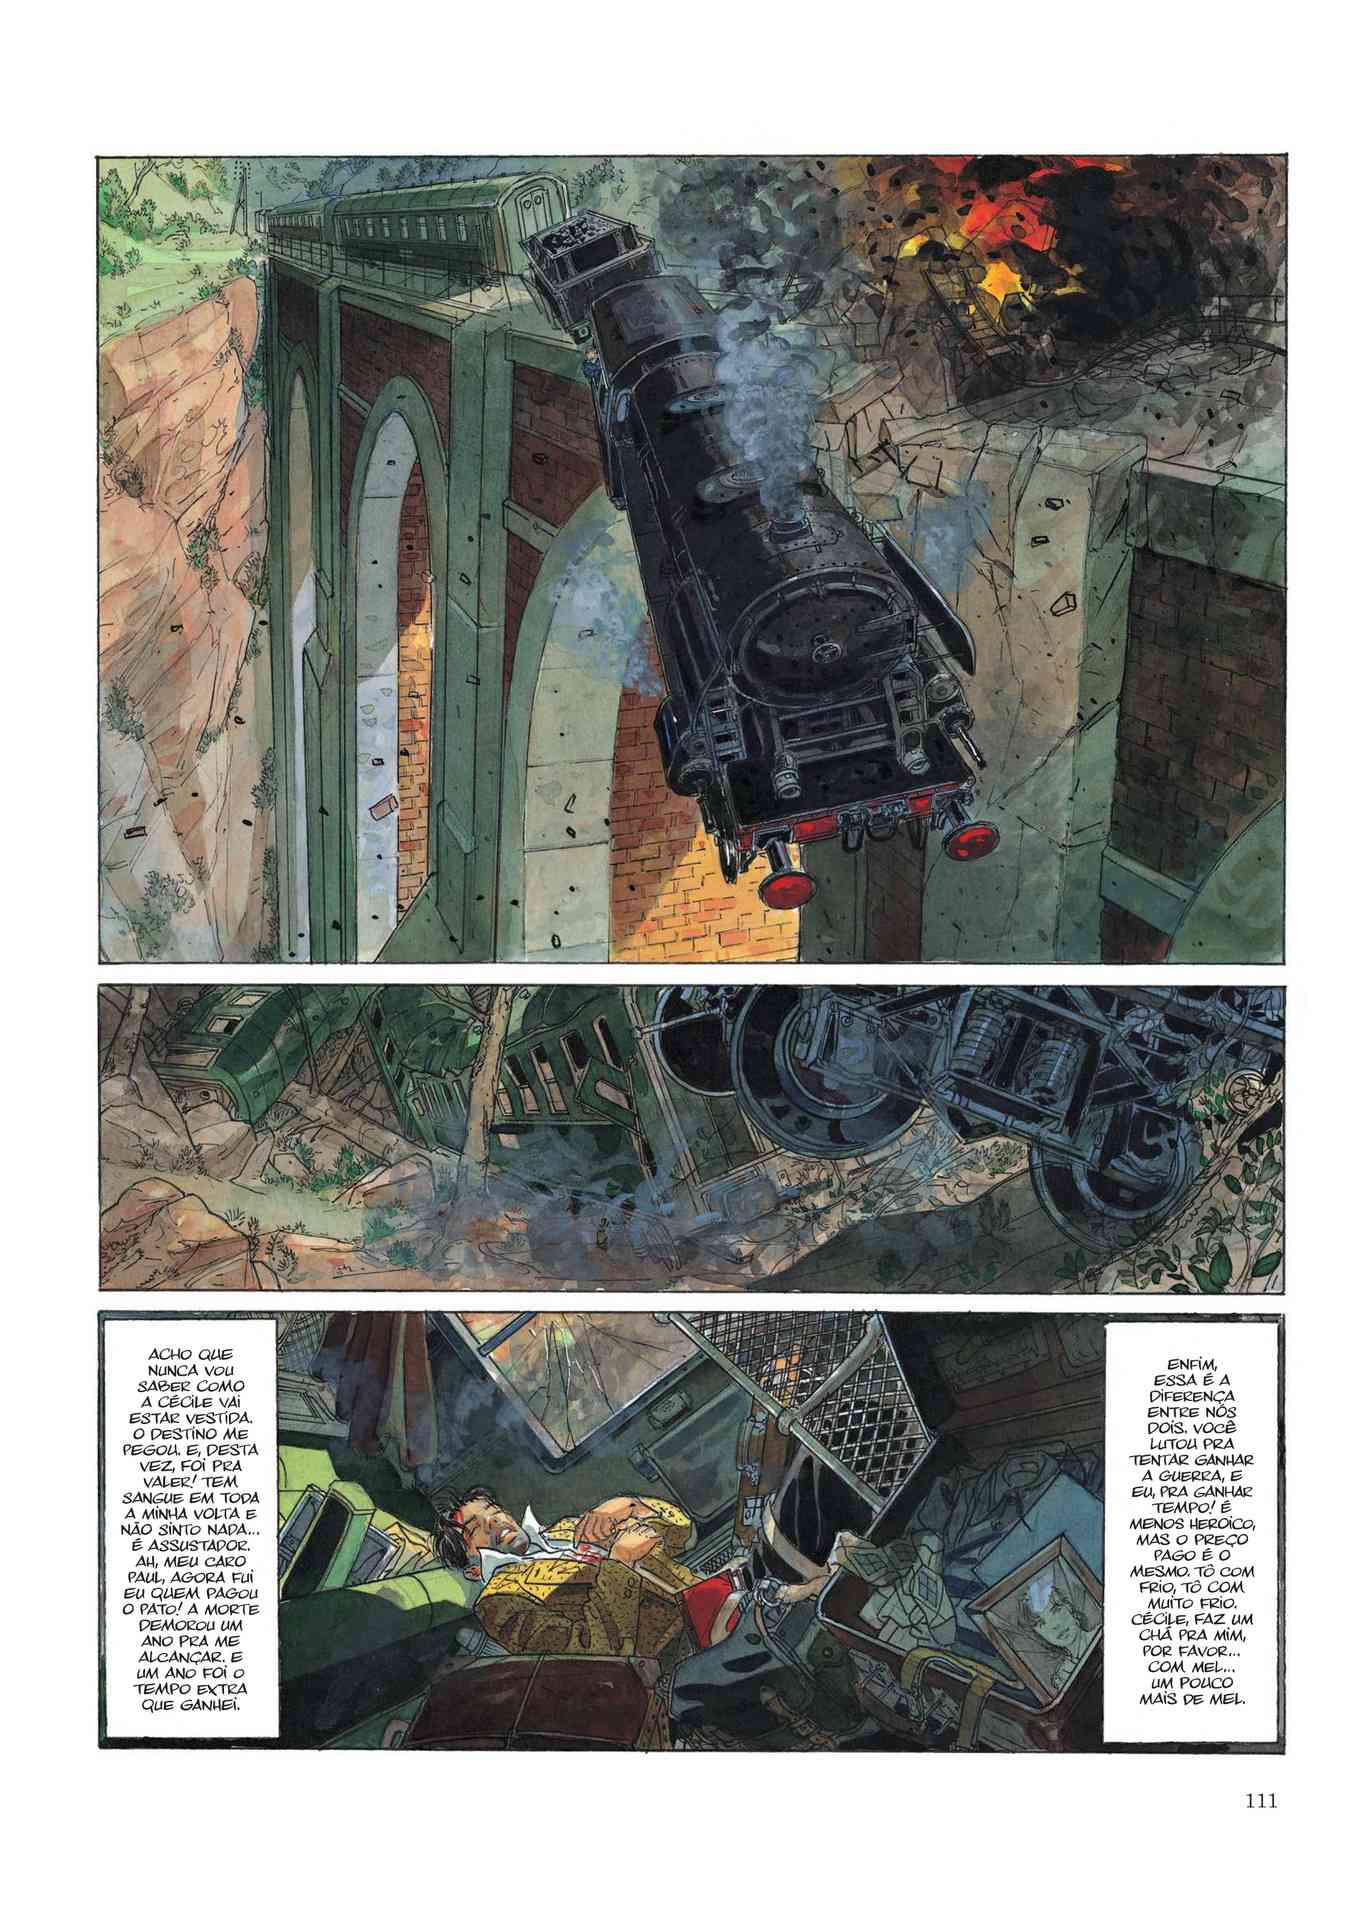 ACHO QUE
NUNCA VOU
SABER COMO
A CÉCILE VAI
ESTAR VESTIDA.
O DESTINO ME
PEGOU. E, DESTA
VEZ, FOI PRA
VALER! TEM
SANGUE EM TODA
A MINHA VOLTA E
NÃO SINTO NADA...
É ASSUSTADOR.
AH, MEU CARO
PAUL, AGORA FUI
EU QUEM PAGOU
O PATO! A MORTE
DEMOROU UM
ANO PRA ME
ALCANÇAR. E
UM ANO FOI O
TEMPO EXTRA
QUE GANHEI.
ENFIM,
ESSA É A
DIFERENÇA
ENTRE NÓS
DOIS. VOCÊ
LUTOU PRA
TENTAR GANHAR
A GUERRA, E
EU, PRA GANHAR
TEMPO! É
MENOS HEROICO,
MAS O PREÇO
PAGO É O
MESMO. TÔ COM
FRIO, TÔ COM
MUITO FRIO.
CÉCILE, FAZ UM
CHÁ PRA MIM,
POR FAVOR...
COM MEL...
UM POUCO
MAIS DE MEL.
111